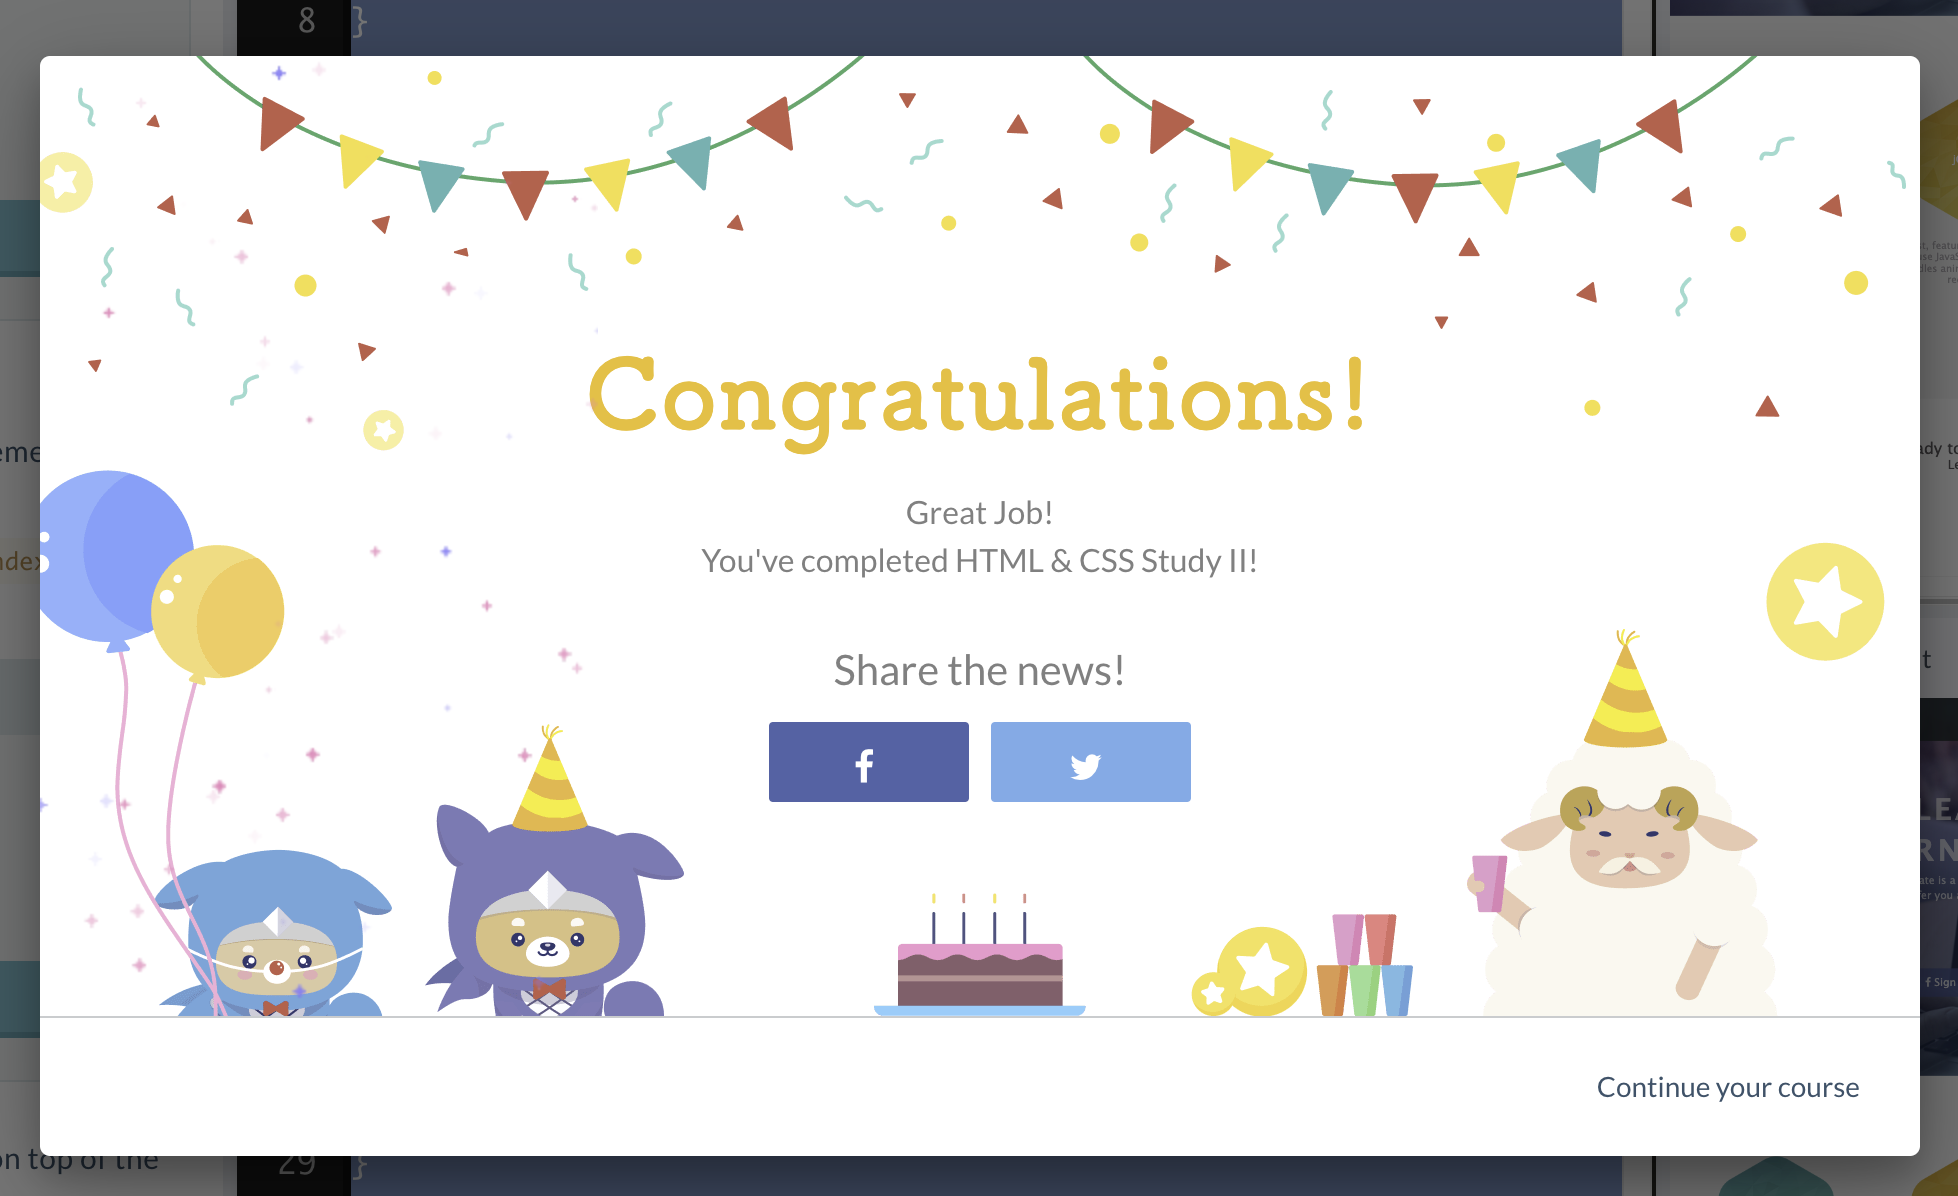 8 }
Congratulations!
Great Job!
You've completed HTML & CSS Study II!
Share the news!
Continue your course
on top of the
29 }